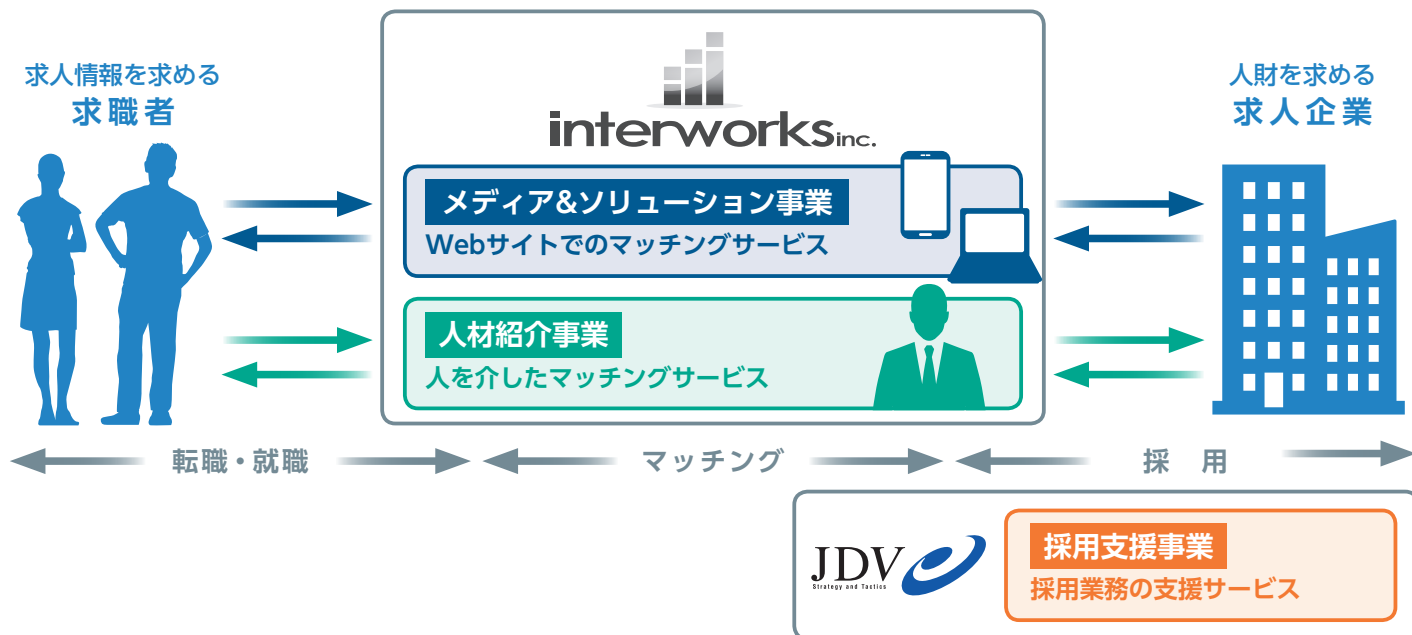 求人情報を求める
求職者
interworks inc.
メディア&ソリューション事業
Webサイトでのマッチングサービス
人材紹介事業
人を介したマッチングサービス
人財を求める
求人企業
転職・就職
マッチング
採 用
JDV
Strategy and Tactics
採用支援事業
採用業務の支援サービス